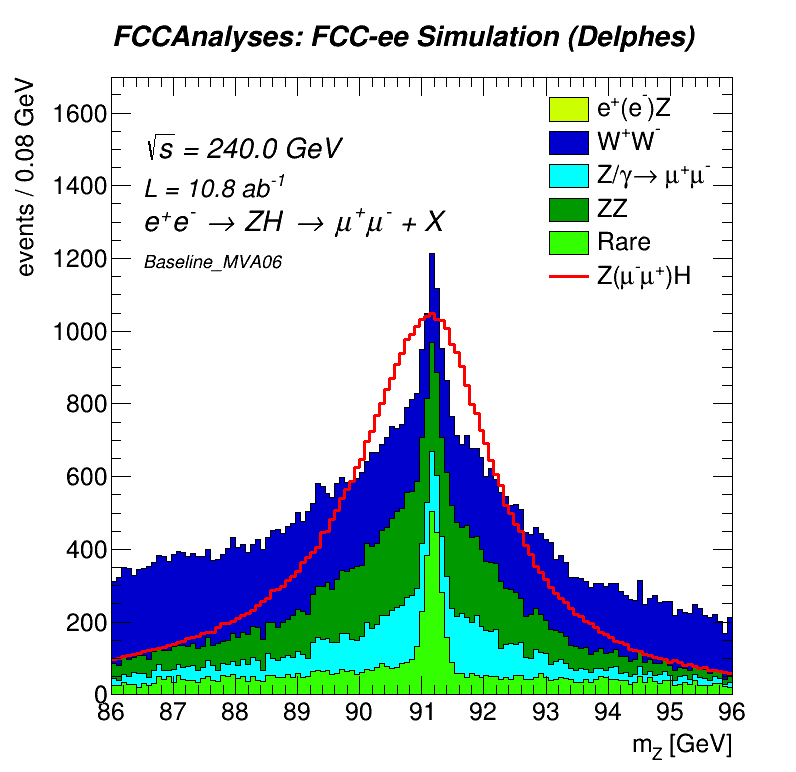 FCCAnalyses: FCC-ee Simulation (Delphes)
events / 0.08 GeV
1600
1400
1200
1000
800
600
400
200
0
√s = 240.0 GeV
L = 10.8 ab⁻¹
e⁺e⁻ → ZH → μ⁺μ⁻ + X
Baseline_MVA06
e⁺(e⁻)Z
W⁺W⁻
Z/γ→ μ⁺μ⁻
ZZ
Rare
Z(μ⁻μ⁺)H
86 87 88 89 90 91 92 93 94 95 96
m_Z [GeV]